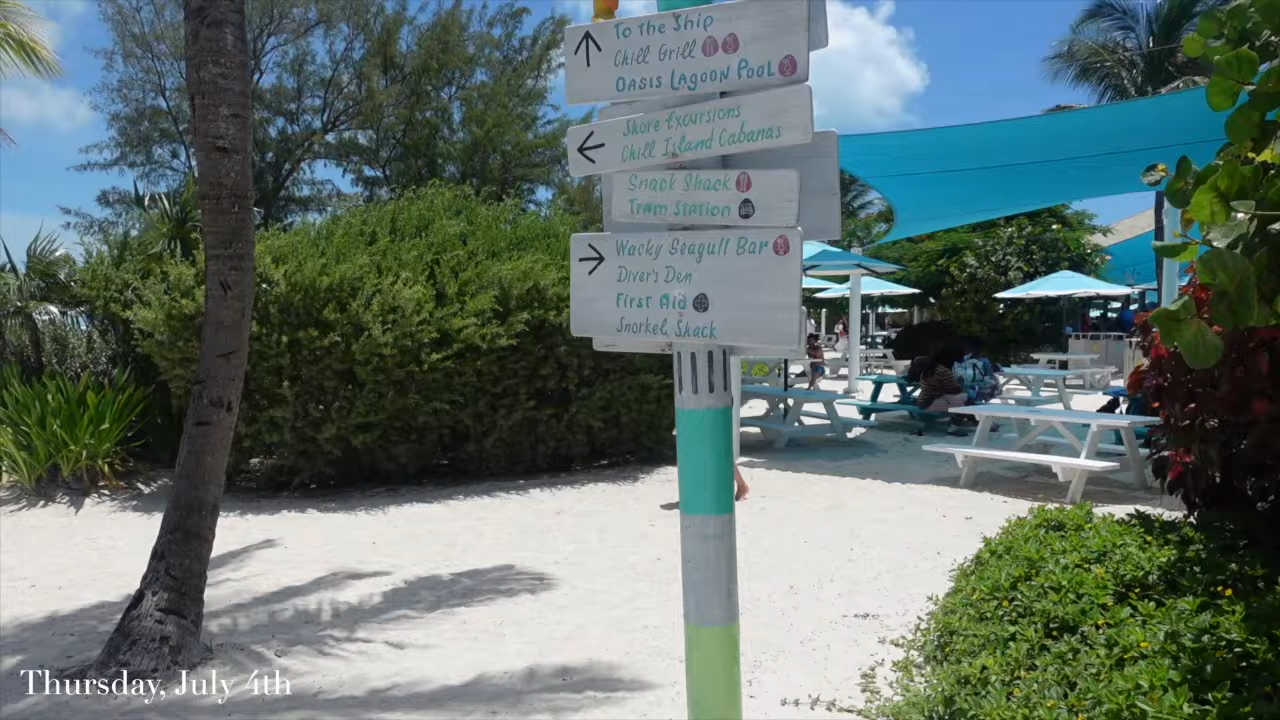 To the Ship
Chill Grill
Oasis Lagoon Pool
Shore Excursions
Chill Island Cabanas
Snack Shack
Tram Station
Wacky Seagull Bar
Diver's Den
First Aid
Snorkel Shack
Thursday, July 4th